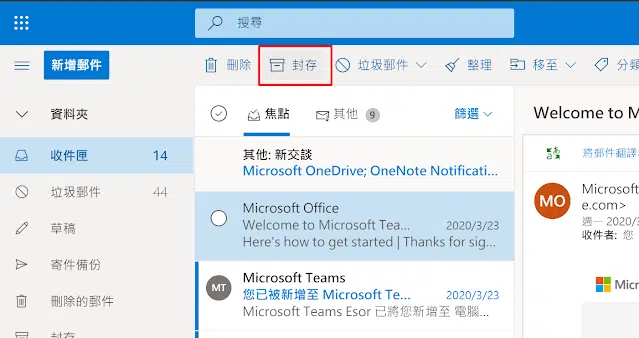 搜尋
新增郵件 刪除 封存 垃圾郵件 整理 移至 分類
資料夾
收件匣 14
垃圾郵件 44
草稿
寄件備份
刪除的郵件
封存
焦點 其他 9 篩選
其他: 新交談
Microsoft OneDrive; OneNote Notificati...
Microsoft Office
Welcome to Microsoft Tea... 2020/3/23
Here's how to get started | Thanks for sig...
MT
Microsoft Teams
您已被新增至 Microsoft Te... 2020/3/23
Microsoft Teams Esor 已將您新增至 電腦...
Welcome to M
將郵件翻譯
MO
Microsof
e.com>
週一 2020/3/23
收件者: 您
Mi